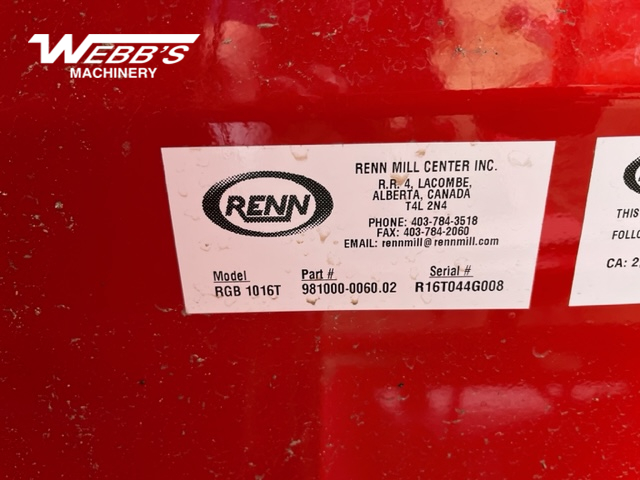 WEBB'S
MACHINERY
RENN
RENN MILL CENTER INC.
R.R. 4, LACOMBE,
ALBERTA, CANADA
T4L 2N4
PHONE: 403-784-3518
FAX: 403-784-2060
EMAIL: rennmill@rennmill.com
Model Part # Serial #
RGB 1016T 981000-0060.02 R16T044G008
THIS
FOLLO
CA: 2,